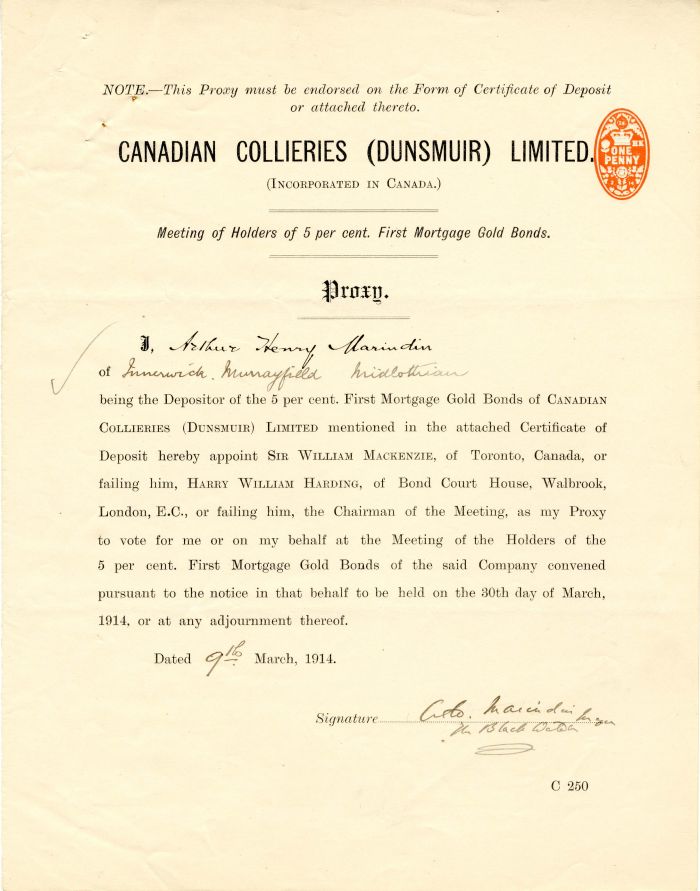 NOTE.—This Proxy must be endorsed on the Form of Certificate of Deposit
or attached thereto.
CANADIAN COLLIERIES (DUNSMUIR) LIMITED.
(INCORPORATED IN CANADA.)
ONE
PENNY
Meeting of Holders of 5 per cent. First Mortgage Gold Bonds.
Proxy.
I, Arthur Henry Marindin
of Innerwick. Murrayfield Midlothian
being the Depositor of the 5 per cent. First Mortgage Gold Bonds of CANADIAN
COLLIERIES (DUNSMUIR) LIMITED mentioned in the attached Certificate of
Deposit hereby appoint SIR WILLIAM MACKENZIE, of Toronto, Canada, or
failing him, HARRY WILLIAM HARDING, of Bond Court House, Walbrook,
London, E.C., or failing him, the Chairman of the Meeting, as my Proxy
to vote for me or on my behalf at the Meeting of the Holders of the
5 per cent. First Mortgage Gold Bonds of the said Company convened
pursuant to the notice in that behalf to be held on the 30th day of March,
1914, or at any adjournment thereof.
Dated 9th March, 1914.
Signature Marindin
The Black Watch
C 250